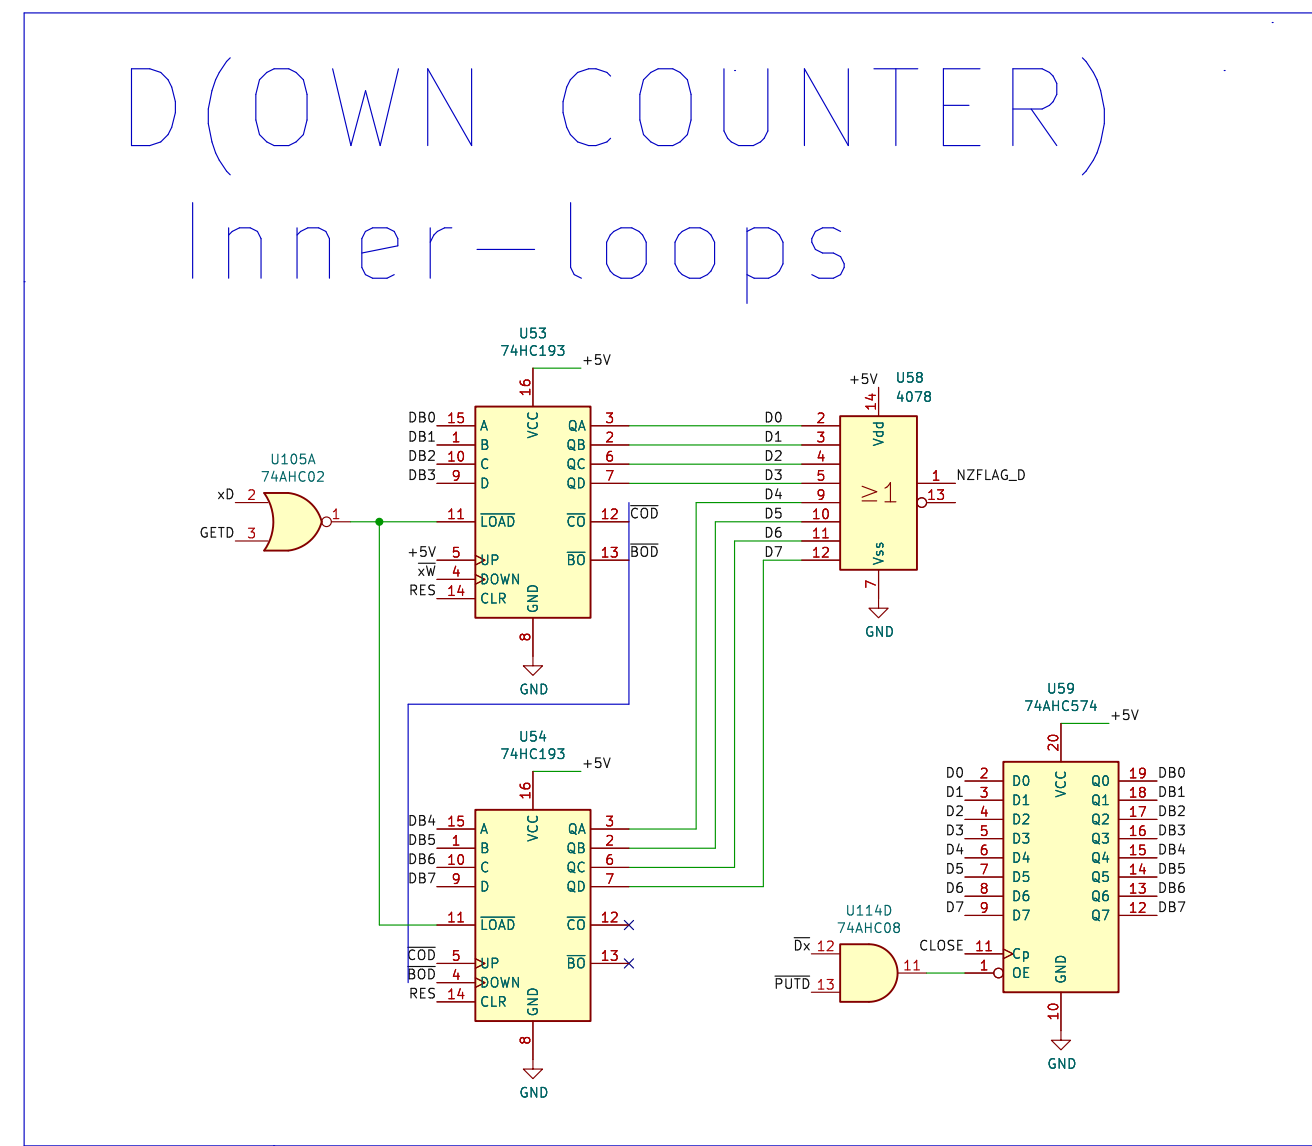 D(OWN COUNTER)
Inner-loops
U53
74HC193
+5V
16
VCC
DB0 15 A QA 3
DB1 1 B QB 2
DB2 10 C QC 6
DB3 9 D QD 7
11 LOAD CO 12 COD
+5V 5 UP BO 13 BOD
xW 4 DOWN
RES 14 CLR
GND
8
GND
U105A
74AHC02
xD 2
GETD 3
1
+5V
U58
4078
14
Vdd
D0 2
D1 3
D2 4
D3 5
D4 9
D5 10
D6 11
D7 12
≥1
1 NZFLAG_D
13
Vss
7
GND
U54
74HC193
+5V
16
VCC
DB4 15 A QA 3
DB5 1 B QB 2
DB6 10 C QC 6
DB7 9 D QD 7
11 LOAD CO 12
COD 5 UP BO 13
BOD 4 DOWN
RES 14 CLR
GND
8
GND
U59
74AHC574
+5V
20
VCC
D0 2 D0 Q0 19 DB0
D1 3 D1 Q1 18 DB1
D2 4 D2 Q2 17 DB2
D3 5 D3 Q3 16 DB3
D4 6 D4 Q4 15 DB4
D5 7 D5 Q5 14 DB5
D6 8 D6 Q6 13 DB6
D7 9 D7 Q7 12 DB7
CLOSE 11 Cp
1 OE
GND
10
GND
U114D
74AHC08
Dx 12
PUTD 13
11